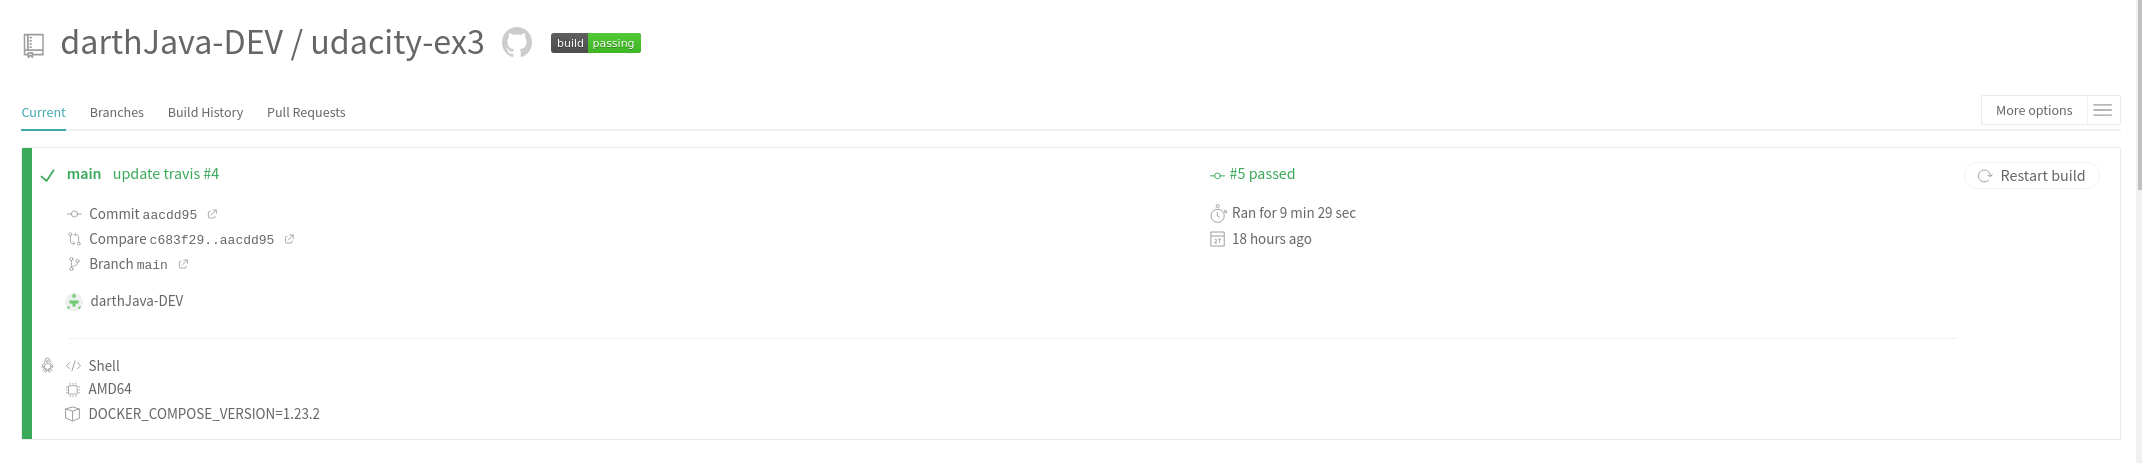 darthJava-DEV / udacity-ex3 build passing
Current Branches Build History Pull Requests More options
main update travis #4 #5 passed Restart build
Commit aacdd95 Ran for 9 min 29 sec
Compare c683f29..aacdd95 27 18 hours ago
Branch main
darthJava-DEV
</> Shell
AMD64
DOCKER_COMPOSE_VERSION=1.23.2